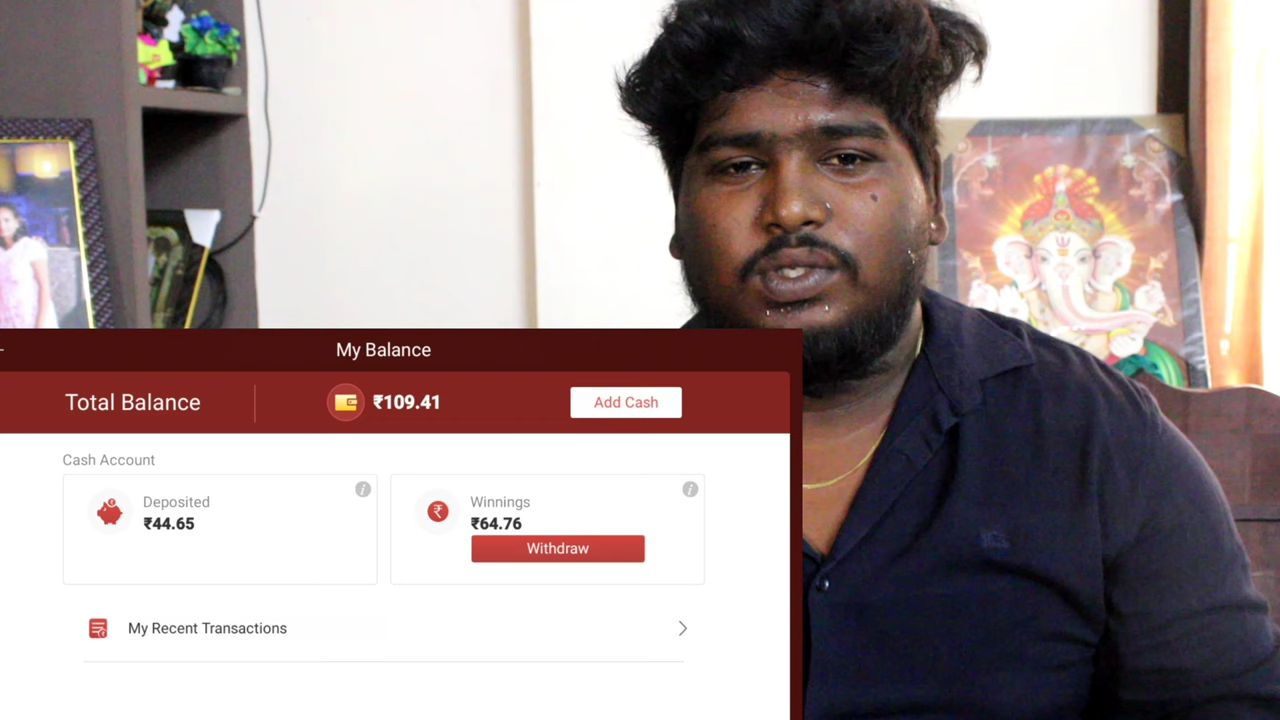 My Balance
Total Balance
₹109.41
Add Cash
Cash Account
Deposited
₹44.65
Winnings
₹64.76
Withdraw
My Recent Transactions